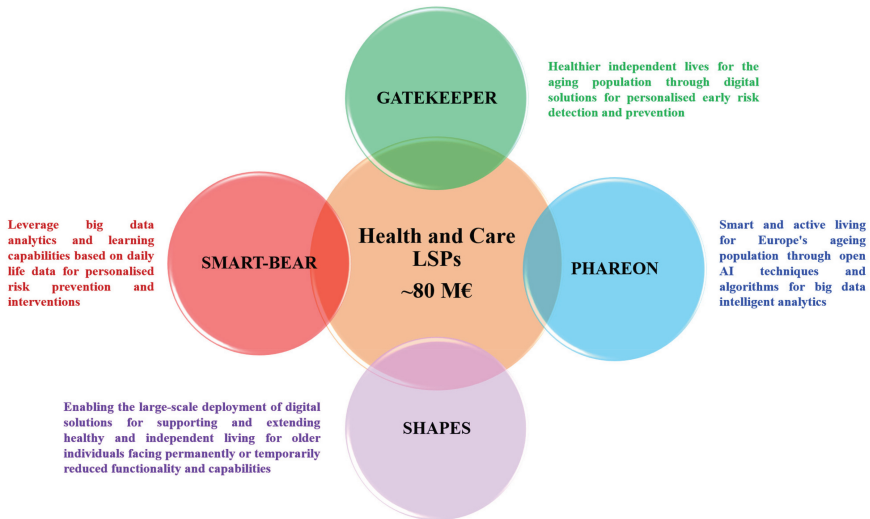 GATEKEEPER
Healthier independent lives for the
aging population through digital
solutions for personalised early risk
detection and prevention
Leverage big data
analytics and learning
capabilities based on daily
life data for personalised
risk prevention and
interventions
SMART-BEAR
Health and Care
LSPs
~80 M€
PHAREON
Smart and active living
for Europe's ageing
population through open
AI techniques and
algorithms for big data
intelligent analytics
Enabling the large-scale deployment of digital
solutions for supporting and extending
healthy and independent living for older
individuals facing permanently or temporarily
reduced functionality and capabilities
SHAPES